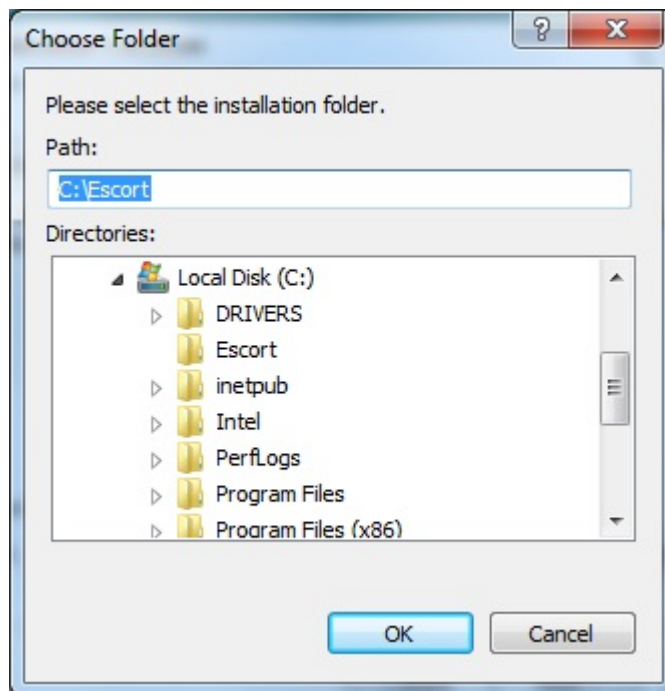 Choose Folder
Please select the installation folder.
Path:
C:\Escort
Directories:
Local Disk (C:)
DRIVERS
Escort
inetpub
Intel
PerfLogs
Program Files
Program Files (x86)
OK Cancel